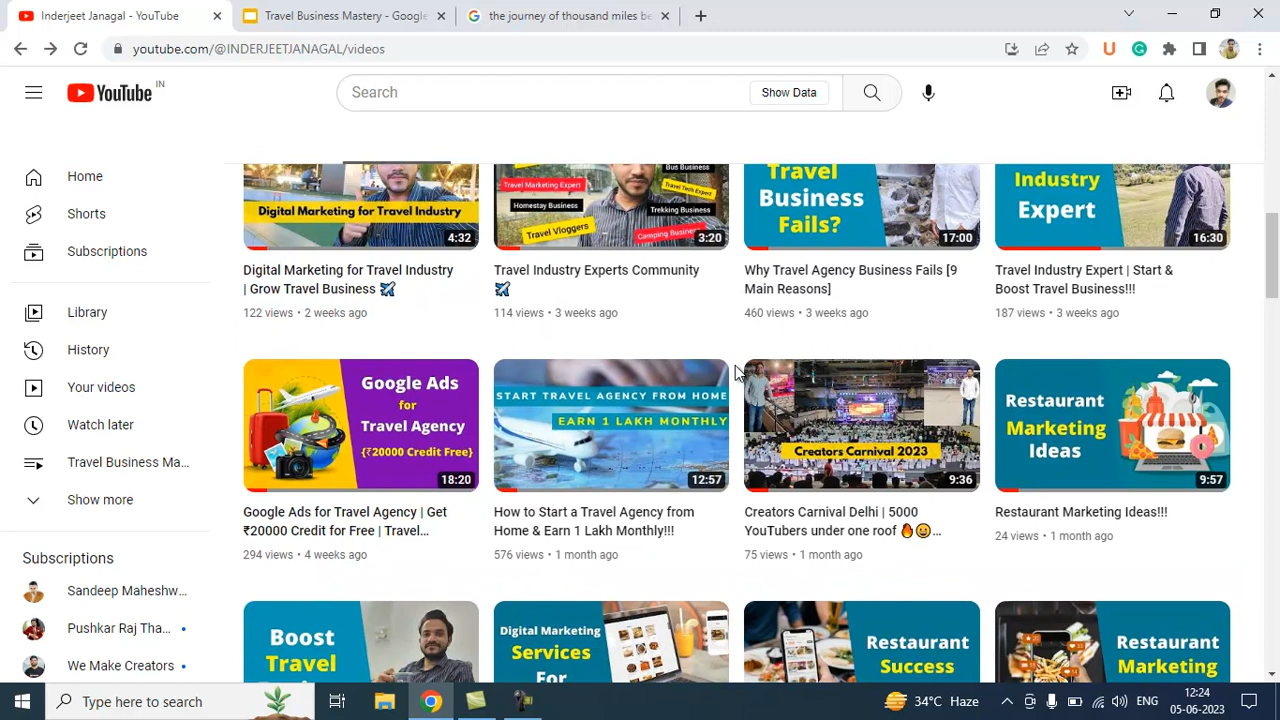 Inderjeet Janagal - YouTube
Travel Business Mastery - Google
the journey of thousand miles be
youtube.com/@INDERJEETJANAGAL/videos
YouTube IN
Search
Show Data
Home
Shorts
Subscriptions
Library
History
Your videos
Watch later
Travel Business Ma...
Show more
Subscriptions
Sandeep Maheshw...
Pushkar Raj Tha...
We Make Creators
Digital Marketing for Travel Industry
4:32
Digital Marketing for Travel Industry
| Grow Travel Business ✈️
122 views • 2 weeks ago
Bus Business
Travel Marketing Expert
Travel Tech Expert
Homestay Business
Trekking Business
Travel Vloggers
Camping Business
3:20
Travel Industry Experts Community
✈️
114 views • 3 weeks ago
Travel
Business
Fails?
17:00
Why Travel Agency Business Fails [9
Main Reasons]
460 views • 3 weeks ago
Industry
Expert
16:30
Travel Industry Expert | Start &
Boost Travel Business!!!
187 views • 3 weeks ago
Google Ads
for
Travel Agency
{₹20000 Credit Free}
18:20
Google Ads for Travel Agency | Get
₹20000 Credit for Free | Travel...
294 views • 4 weeks ago
START TRAVEL AGENCY FROM HOME
EARN 1 LAKH MONTHLY
12:57
How to Start a Travel Agency from
Home & Earn 1 Lakh Monthly!!!
576 views • 1 month ago
Creators Carnival 2023
9:36
Creators Carnival Delhi | 5000
YouTubers under one roof 🔥😀...
75 views • 1 month ago
Restaurant
Marketing
Ideas
9:57
Restaurant Marketing Ideas!!!
24 views • 1 month ago
Boost
Travel
Digital Marketing
Services
For
Restaurant
Success
Restaurant
Marketing
Type here to search
34°C Haze
ENG
12:24
05-06-2023